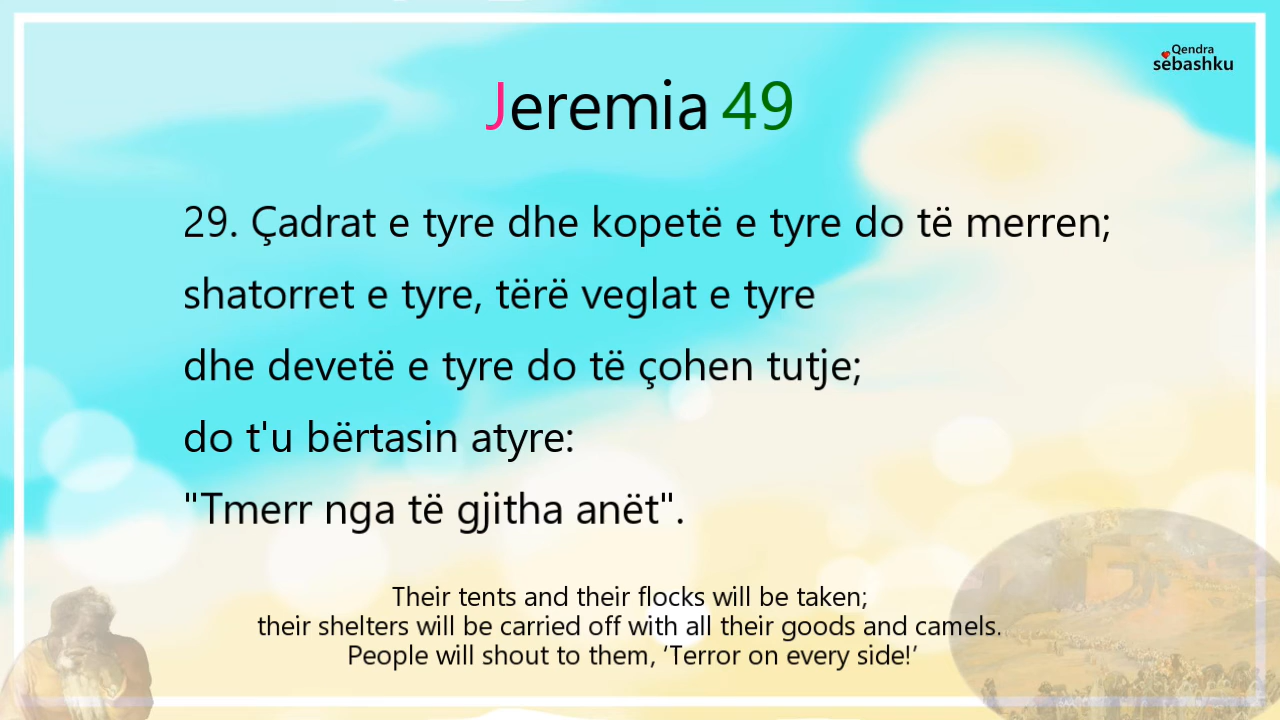 Qendra
sëbashku
Jeremia 49
29. Çadrat e tyre dhe kopetë e tyre do të merren;
shatorret e tyre, tërë veglat e tyre
dhe devetë e tyre do të çohen tutje;
do t'u bërtasin atyre:
"Tmerr nga të gjitha anët".
Their tents and their flocks will be taken;
their shelters will be carried off with all their goods and camels.
People will shout to them, ‘Terror on every side!’